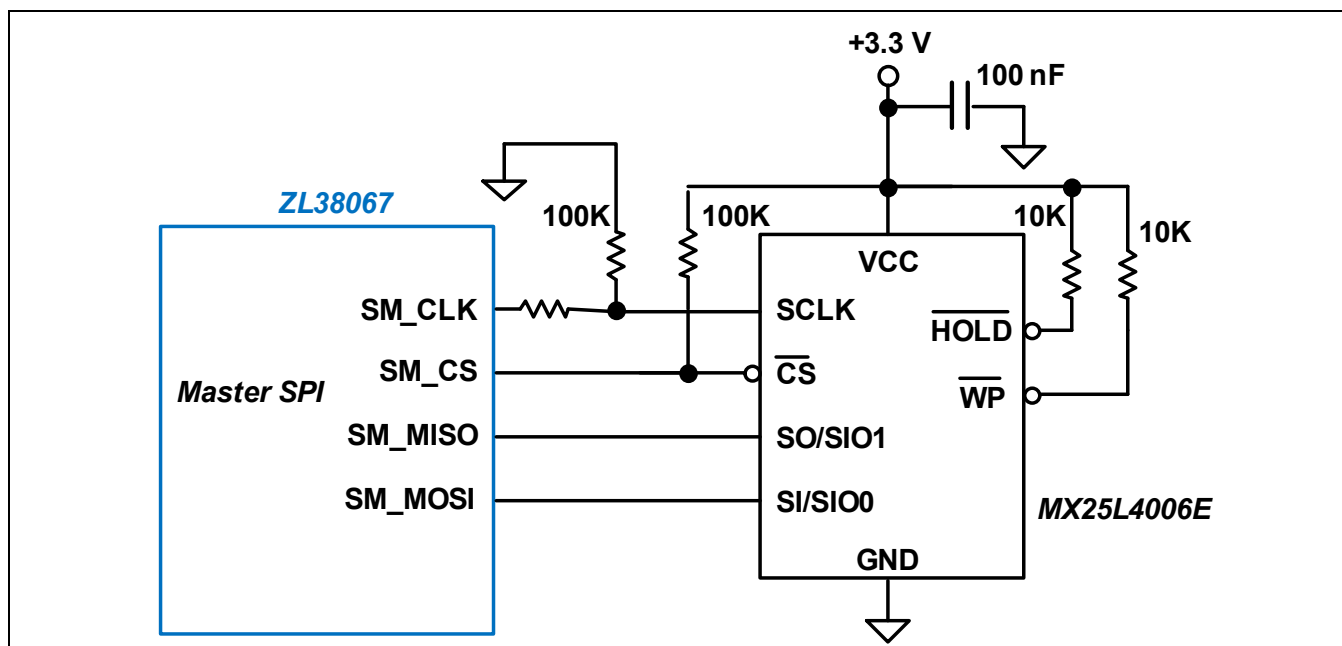 +3.3 V
100 nF
ZL38067
100K
100K
10K
10K
VCC
SM_CLK
SCLK
HOLD
SM_CS
CS
Master SPI
WP
SM_MISO
SO/SIO1
SM_MOSI
SI/SIO0
MX25L4006E
GND